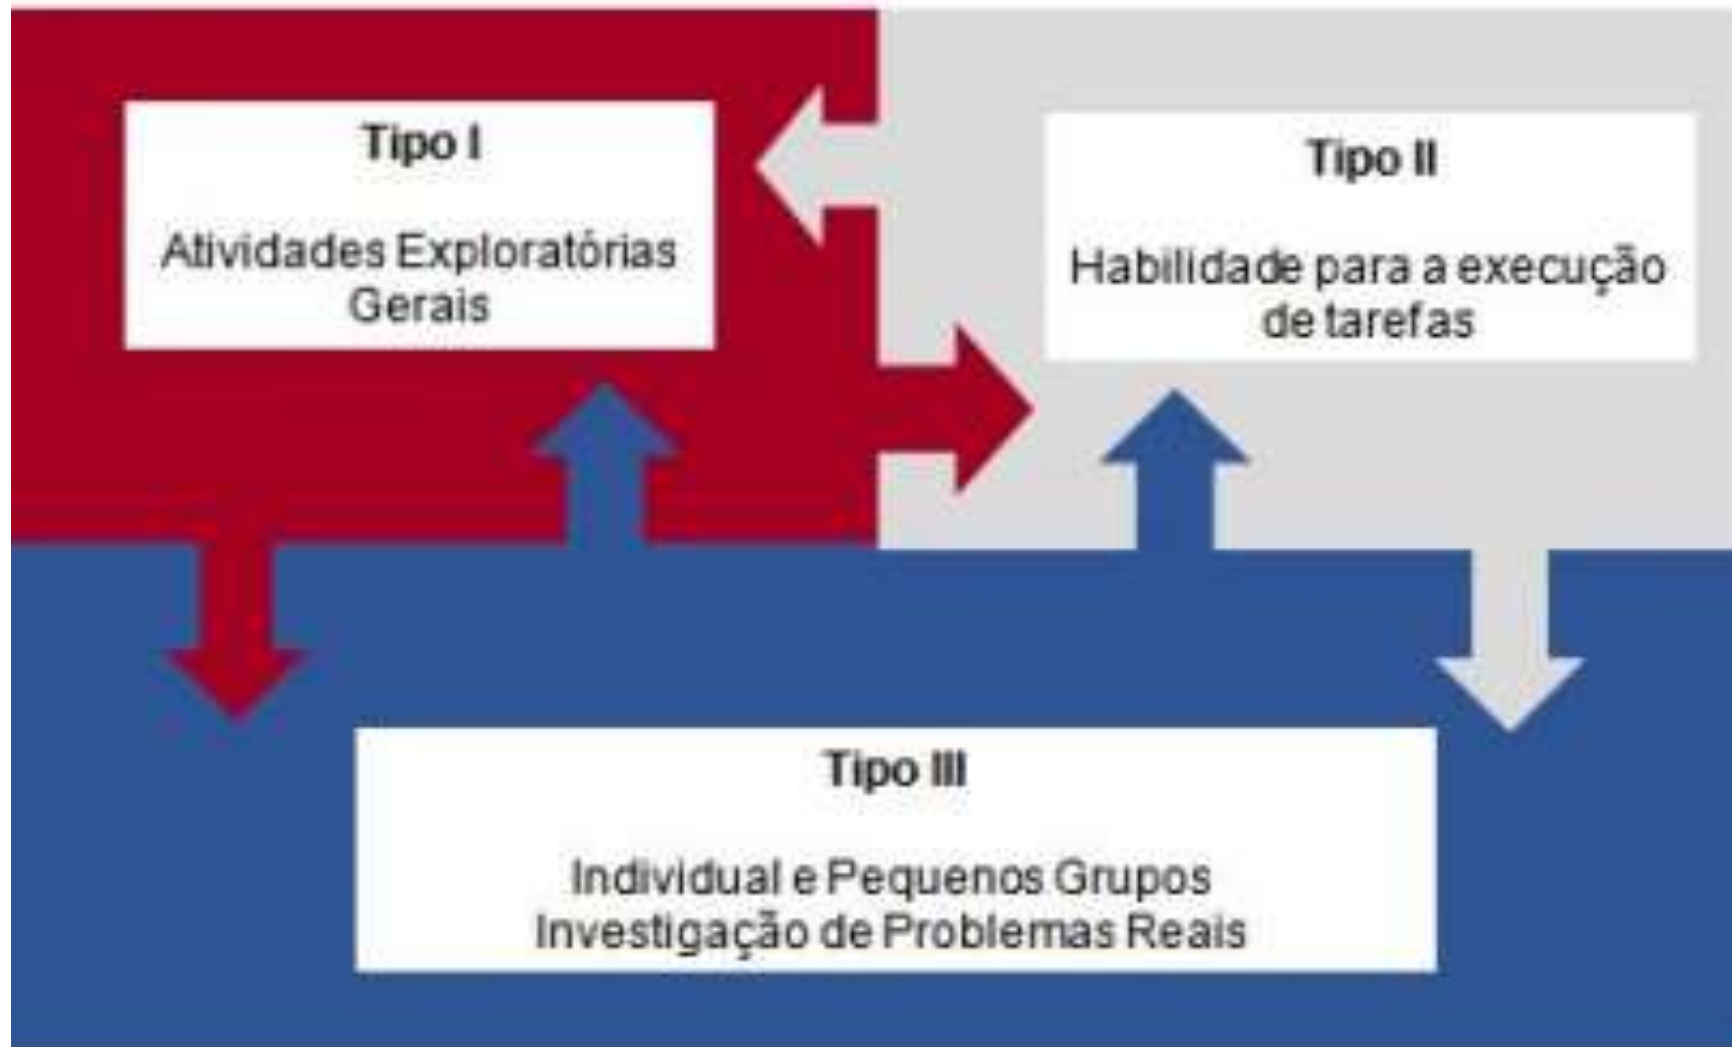 Tipo I
Atividades Exploratórias
Gerais
Tipo II
Habilidade para a execução
de tarefas
Tipo III
Individual e Pequenos Grupos
Investigação de Problemas Reais